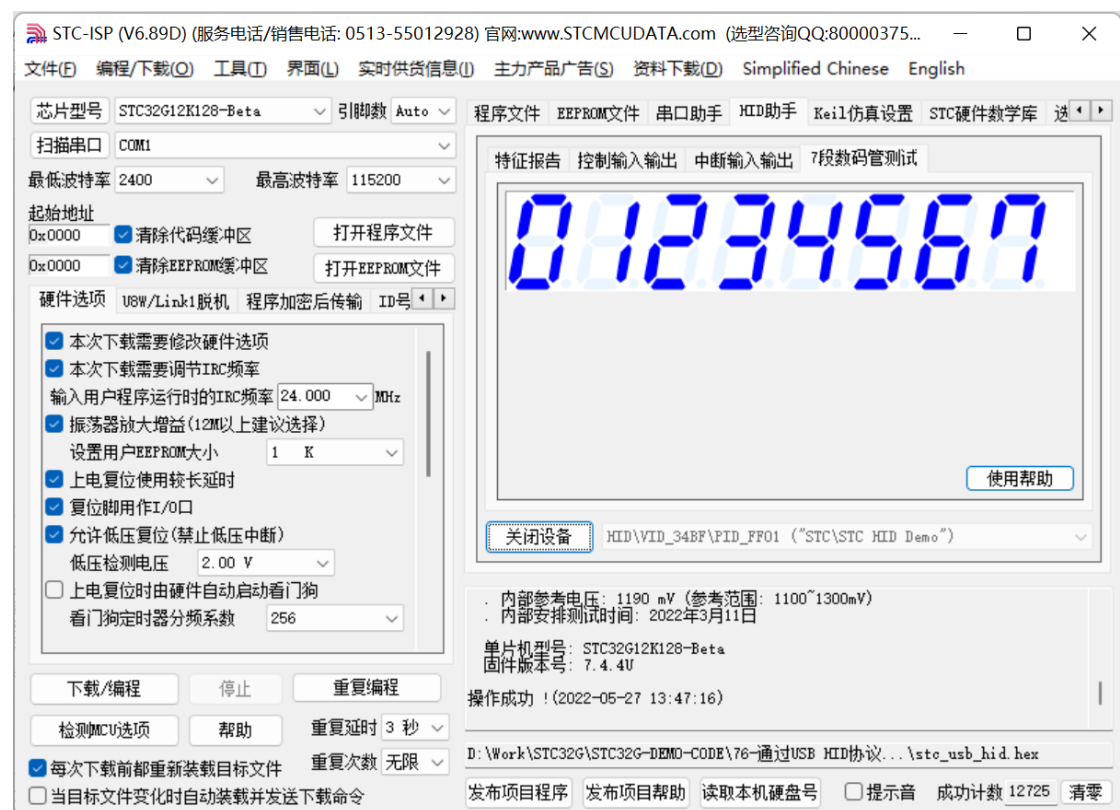 STC-ISP (V6.89D) (服务电话/销售电话: 0513-55012928) 官网:www.STCMCUDATA.com (选型咨询QQ:80000375...
文件(F) 编程/下载(O) 工具(T) 界面(L) 实时供货信息(I) 主力产品广告(S) 资料下载(D) Simplified Chinese English
芯片型号 STC32G12K128-Beta 引脚数 Auto
扫描串口 COM1
最低波特率 2400 最高波特率 115200
起始地址
0x0000 清除代码缓冲区 打开程序文件
0x0000 清除EEPROM缓冲区 打开EEPROM文件
硬件选项 U8W/Link1脱机 程序加密后传输 ID号
本次下载需要修改硬件选项
本次下载需要调节IRC频率
输入用户程序运行时的IRC频率 24.000 MHz
振荡器放大增益(12M以上建议选择)
设置用户EEPROM大小 1 K
上电复位使用较长延时
复位脚用作I/O口
允许低压复位(禁止低压中断)
低压检测电压 2.00 V
上电复位时由硬件自动启动看门狗
看门狗定时器分频系数 256
下载/编程 停止 重复编程
检测MCU选项 帮助 重复延时 3 秒
每次下载前都重新装载目标文件 重复次数 无限
当目标文件变化时自动装载并发送下载命令
程序文件 EEPROM文件 串口助手 HID助手 Keil仿真设置 STC硬件数学库 选
特征报告 控制输入输出 中断输入输出 7段数码管测试
01234567
使用帮助
关闭设备 HID\VID_34BF\PID_FF01 ("STC\STC HID Demo")
. 内部参考电压: 1190 mV (参考范围: 1100~1300mV)
. 内部安排测试时间: 2022年3月11日
单片机型号: STC32G12K128-Beta
固件版本号: 7.4.4U
操作成功 !(2022-05-27 13:47:16)
D:\Work\STC32G\STC32G-DEMO-CODE\76-通过USB HID协议...\stc_usb_hid.hex
发布项目程序 发布项目帮助 读取本机硬盘号 提示音 成功计数 12725 清零